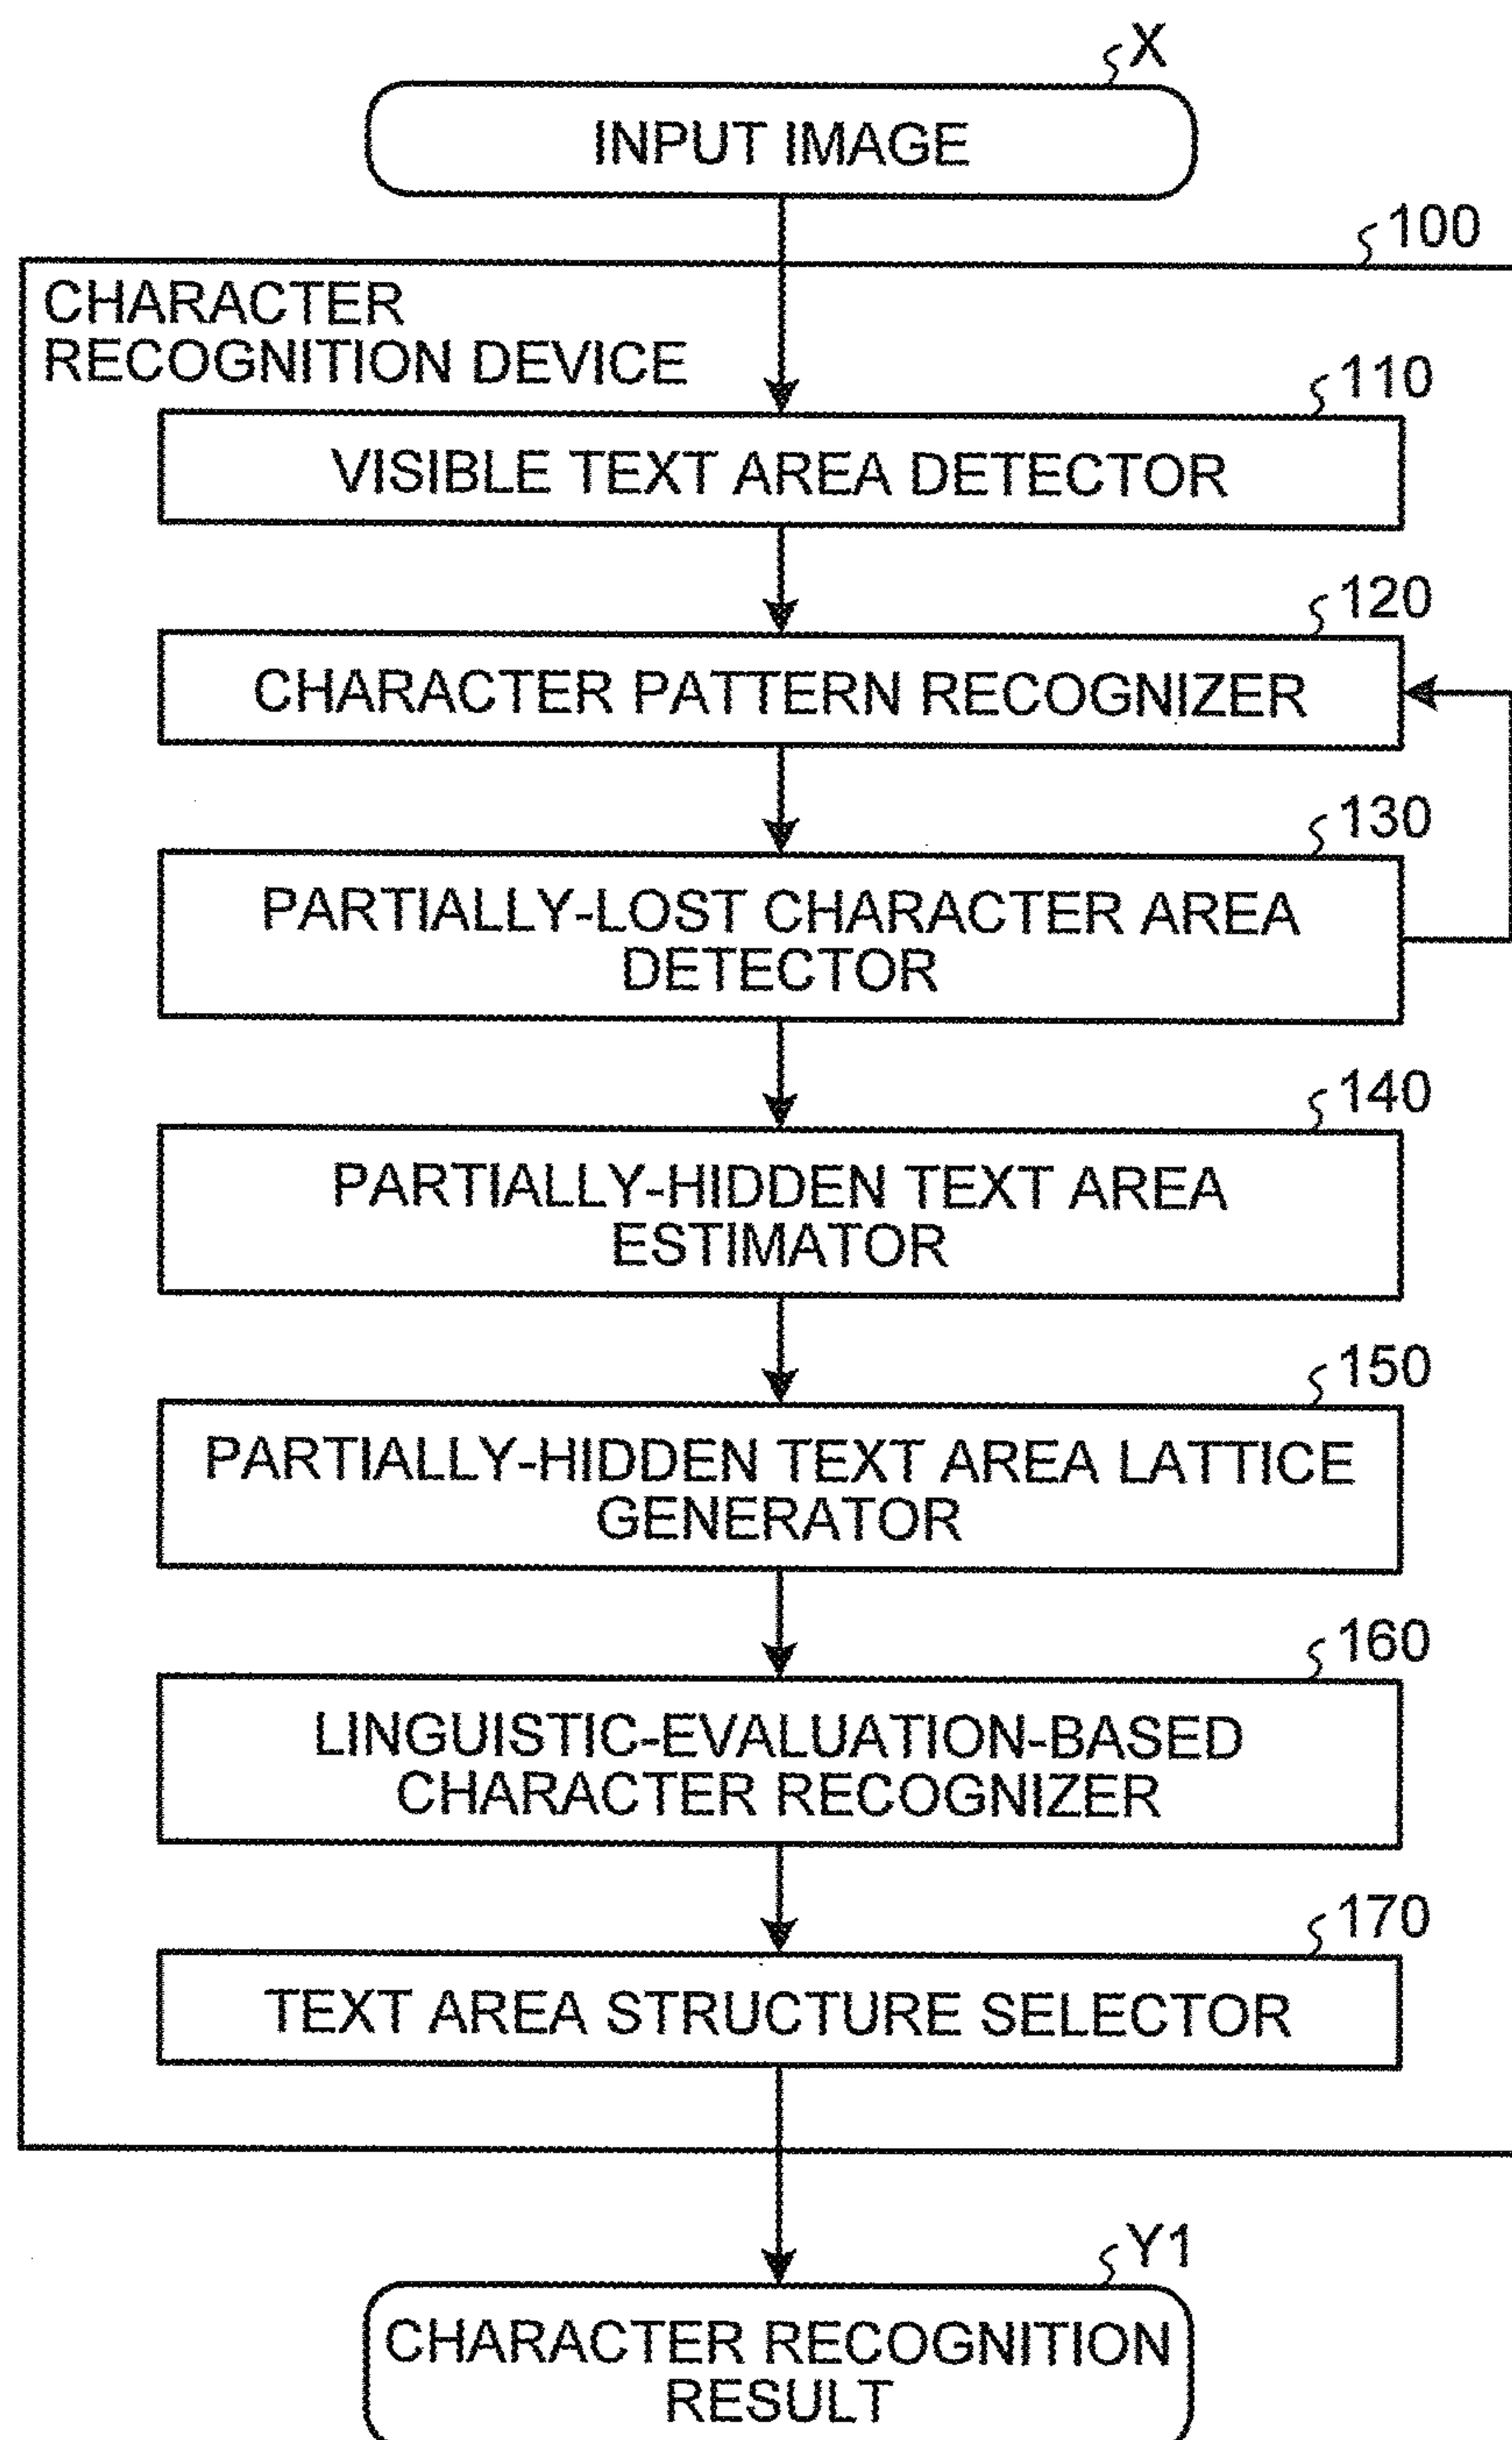 X
INPUT IMAGE
100
CHARACTER
RECOGNITION DEVICE
110
VISIBLE TEXT AREA DETECTOR
120
CHARACTER PATTERN RECOGNIZER
130
PARTIALLY-LOST CHARACTER AREA
DETECTOR
140
PARTIALLY-HIDDEN TEXT AREA
ESTIMATOR
150
PARTIALLY-HIDDEN TEXT AREA LATTICE
GENERATOR
160
LINGUISTIC-EVALUATION-BASED
CHARACTER RECOGNIZER
170
TEXT AREA STRUCTURE SELECTOR
Y1
CHARACTER RECOGNITION
RESULT